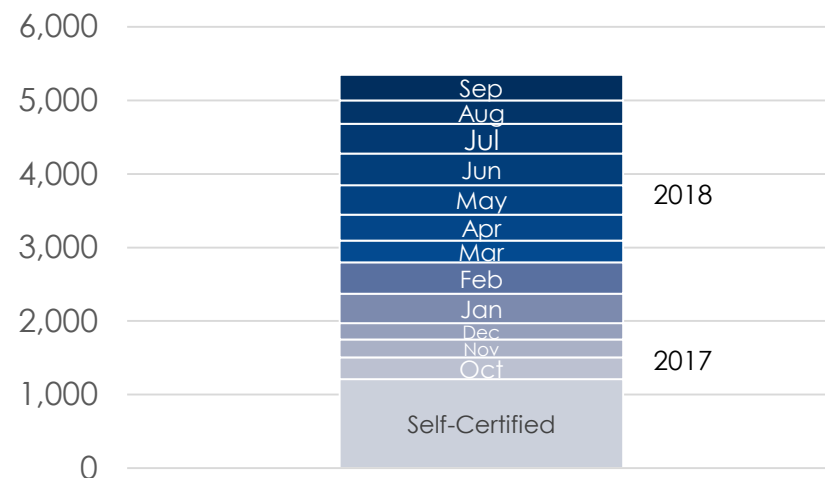 6,000
5,000
4,000
3,000
2,000
1,000
0
Sep
Aug
Jul
Jun
May
Apr
Mar
Feb
Jan
Dec
Nov
Oct
Self-Certified
2018
2017